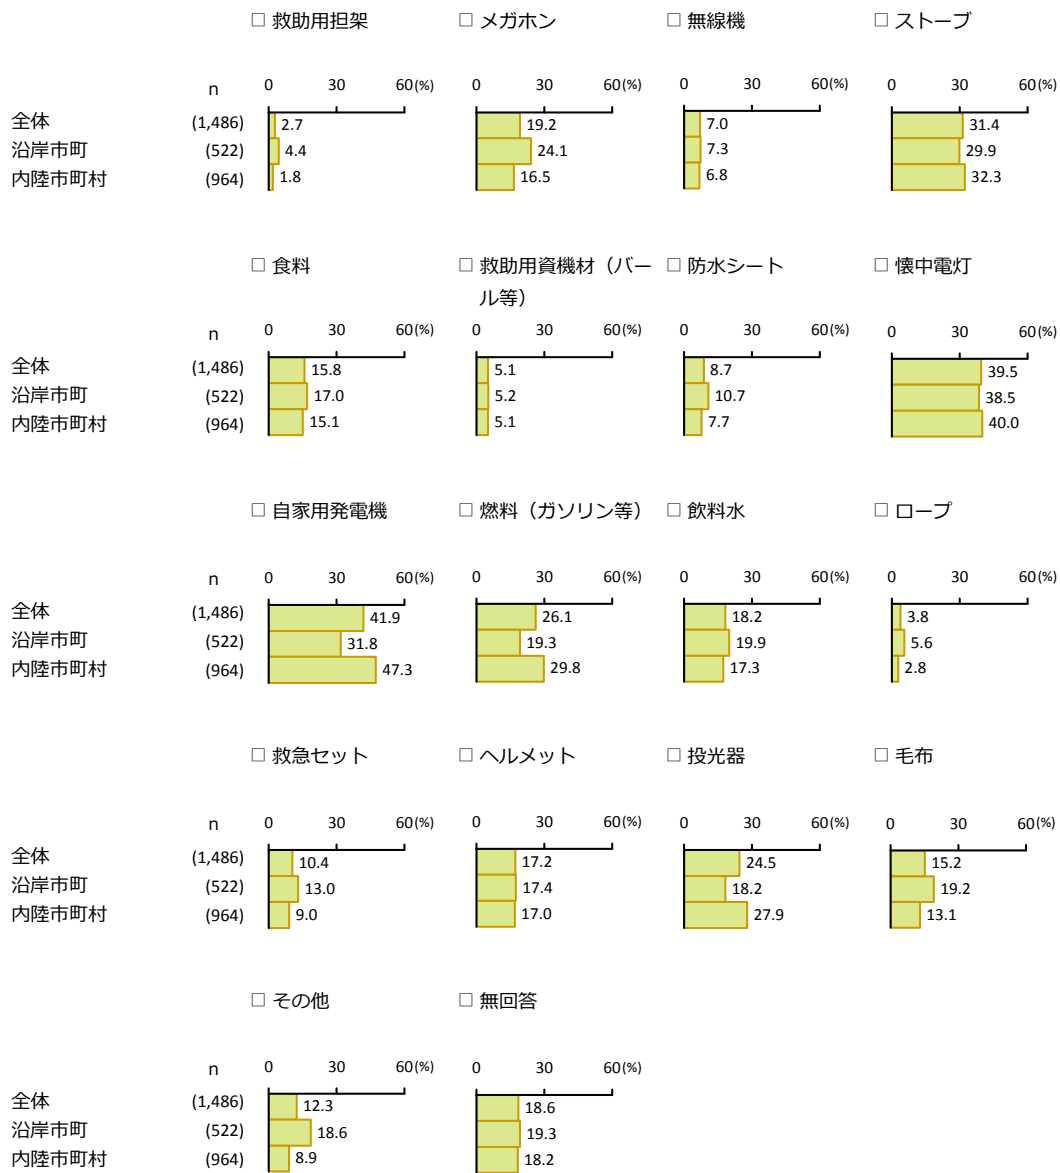 □ 救助用担架 □ メガホン □ 無線機 □ ストーブ
n 0 30 60(%) 0 30 60(%) 0 30 60(%) 0 30 60(%)
全体 (1,486) 2.7 19.2 7.0 31.4
沿岸市町 (522) 4.4 24.1 7.3 29.9
内陸市町村 (964) 1.8 16.5 6.8 32.3
□ 食料 □ 救助用資機材（バール等） □ 防水シート □ 懐中電灯
n 0 30 60(%) 0 30 60(%) 0 30 60(%) 0 30 60(%)
全体 (1,486) 15.8 5.1 8.7 39.5
沿岸市町 (522) 17.0 5.2 10.7 38.5
内陸市町村 (964) 15.1 5.1 7.7 40.0
□ 自家用発電機 □ 燃料（ガソリン等） □ 飲料水 □ ロープ
n 0 30 60(%) 0 30 60(%) 0 30 60(%) 0 30 60(%)
全体 (1,486) 41.9 26.1 18.2 3.8
沿岸市町 (522) 31.8 19.3 19.9 5.6
内陸市町村 (964) 47.3 29.8 17.3 2.8
□ 救急セット □ ヘルメット □ 投光器 □ 毛布
n 0 30 60(%) 0 30 60(%) 0 30 60(%) 0 30 60(%)
全体 (1,486) 10.4 17.2 24.5 15.2
沿岸市町 (522) 13.0 17.4 18.2 19.2
内陸市町村 (964) 9.0 17.0 27.9 13.1
□ その他 □ 無回答
n 0 30 60(%) 0 30 60(%)
全体 (1,486) 12.3 18.6
沿岸市町 (522) 18.6 19.3
内陸市町村 (964) 8.9 18.2